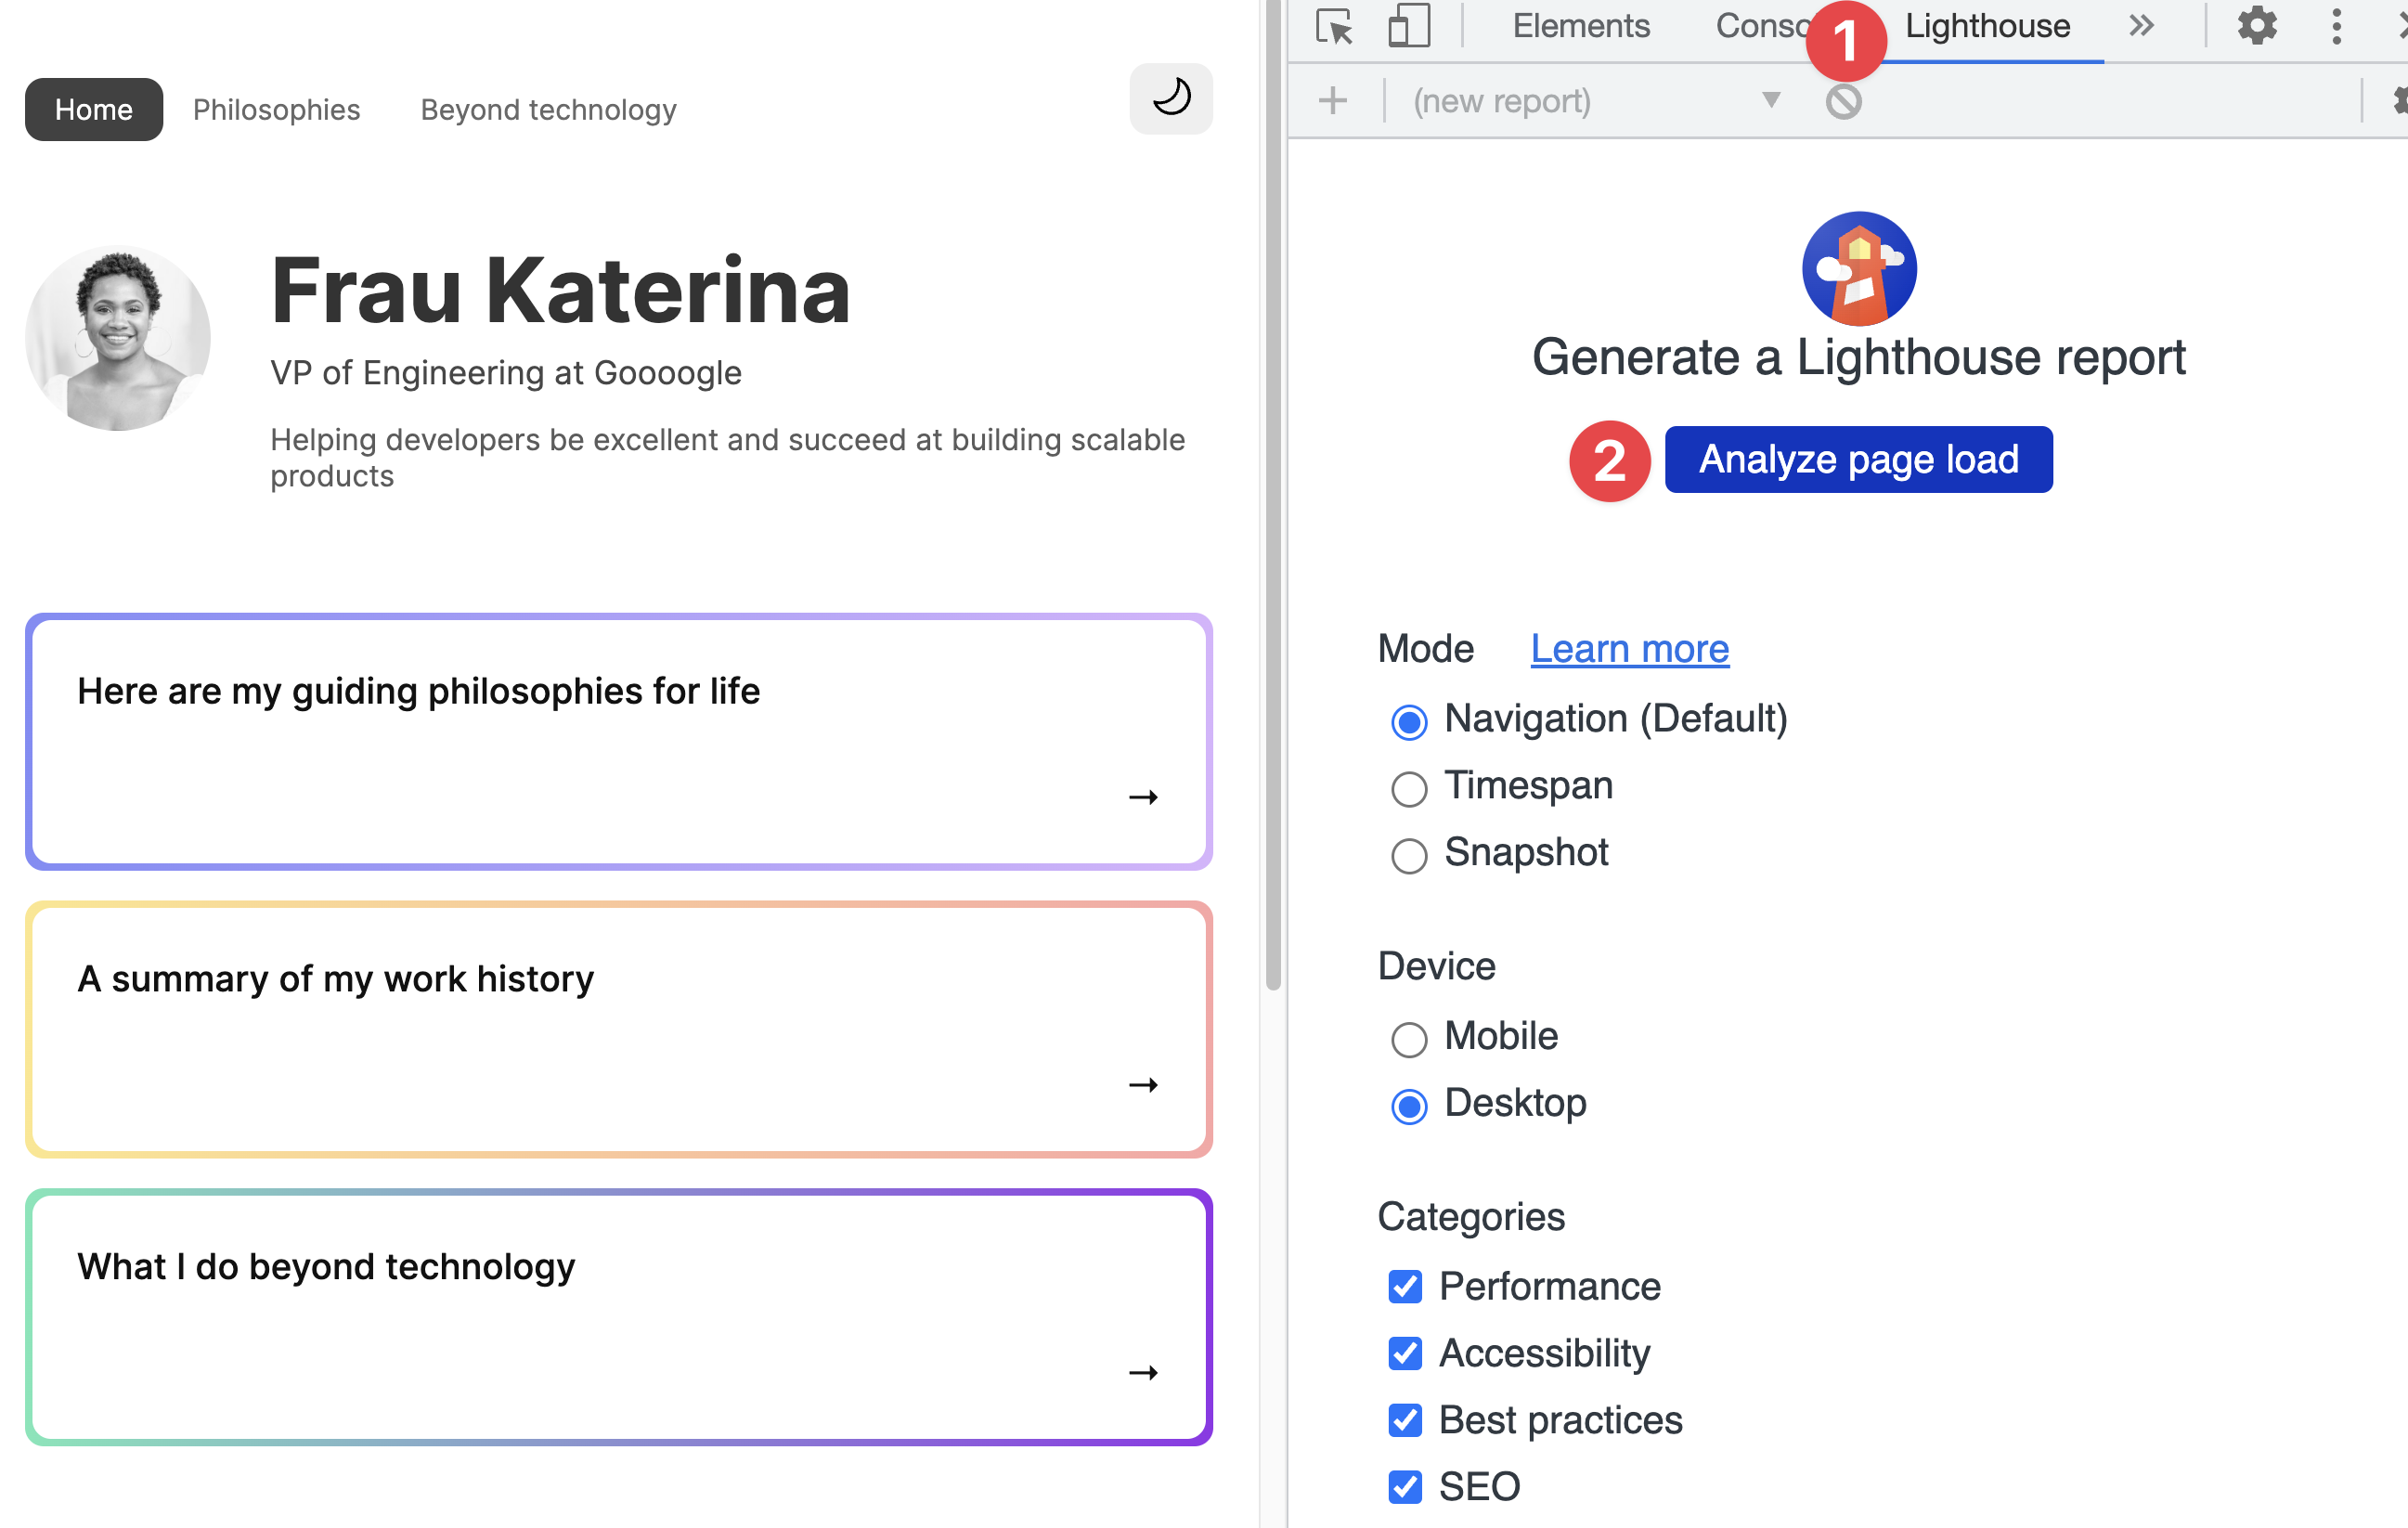 Home
Philosophies
Beyond technology
Frau Katerina
VP of Engineering at Goooogle
Helping developers be excellent and succeed at building scalable
products
Here are my guiding philosophies for life
→
A summary of my work history
→
What I do beyond technology
→
Elements
Conso
1
Lighthouse
(new report)
Generate a Lighthouse report
2
Analyze page load
Mode
Learn more
Navigation (Default)
Timespan
Snapshot
Device
Mobile
Desktop
Categories
Performance
Accessibility
Best practices
SEO